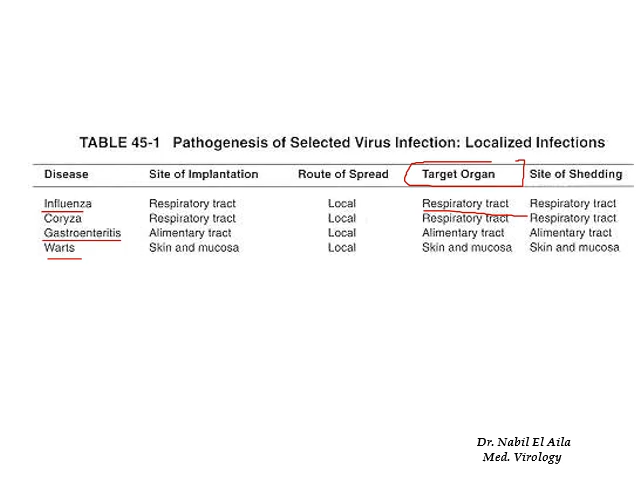 TABLE 45-1 Pathogenesis of Selected Virus Infection: Localized Infections
Disease Site of Implantation Route of Spread Target Organ Site of Shedding
Influenza Respiratory tract Local Respiratory tract Respiratory tract
Coryza Respiratory tract Local Respiratory tract Respiratory tract
Gastroenteritis Alimentary tract Local Alimentary tract Alimentary tract
Warts Skin and mucosa Local Skin and mucosa Skin and mucosa
Dr. Nabil El Aila
Med. Virology